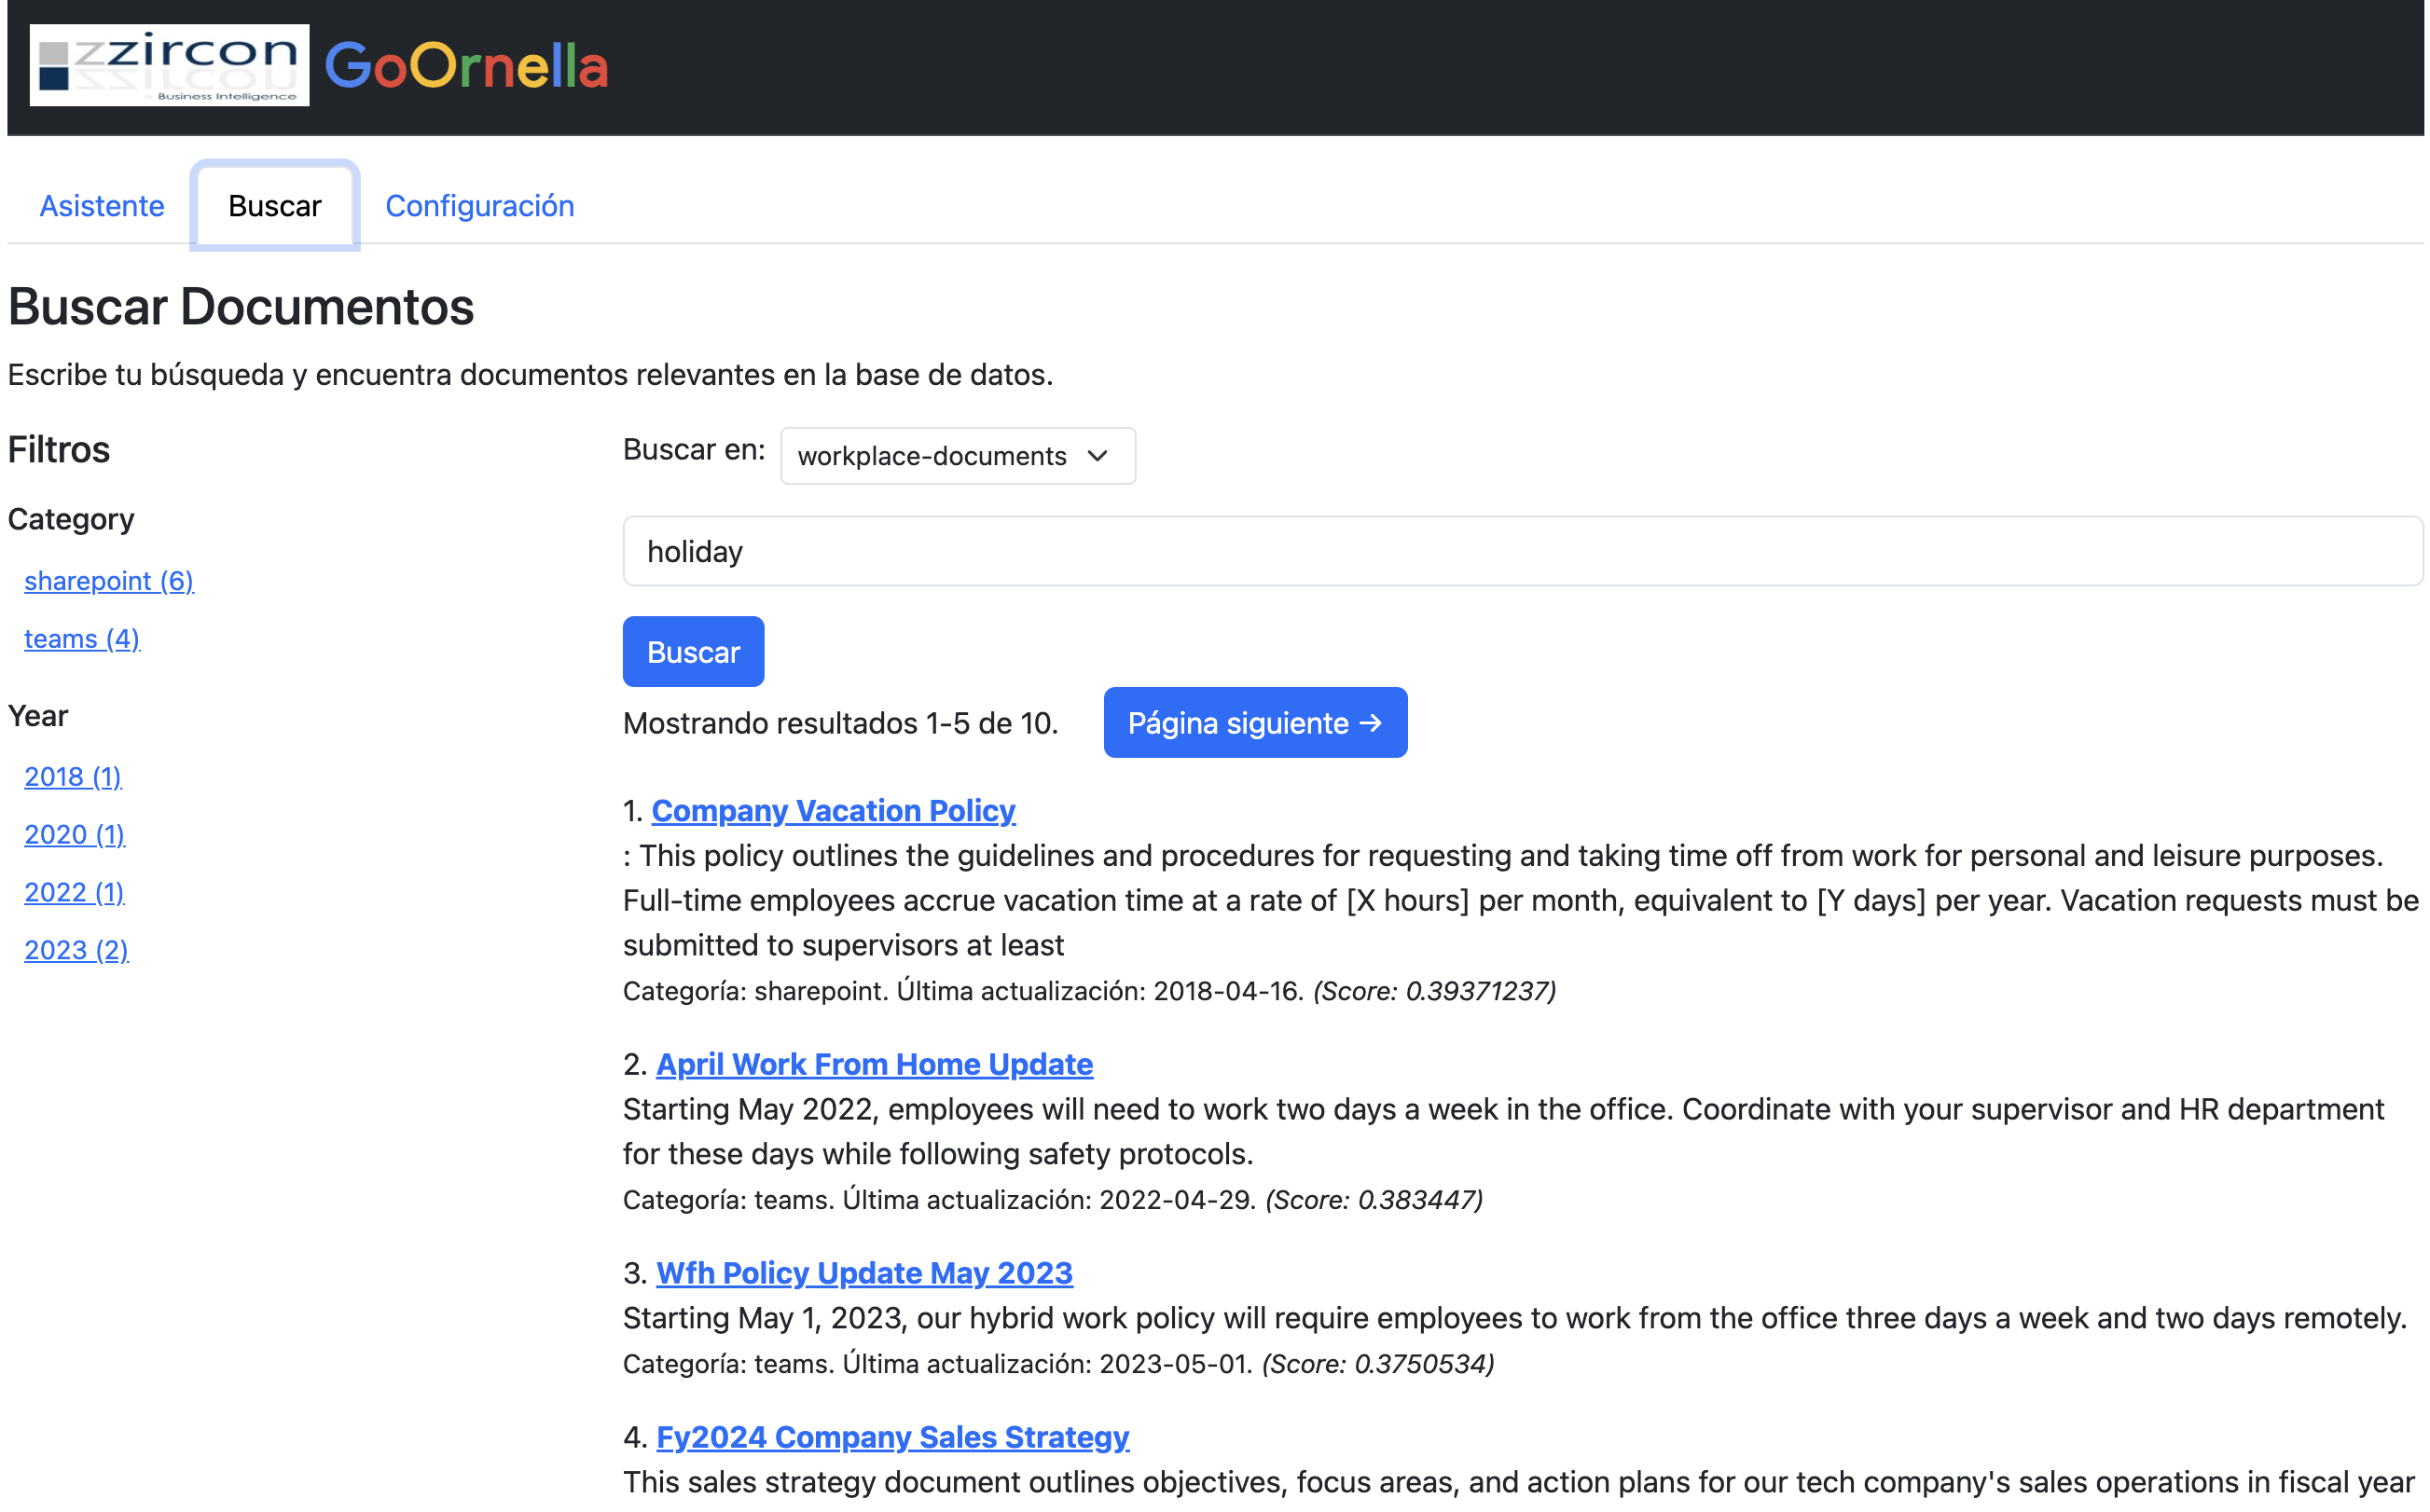 zzircon
Business Intelligence
GoOrnella
Asistente
Buscar
Configuración
Buscar Documentos
Escribe tu búsqueda y encuentra documentos relevantes en la base de datos.
Filtros
Category
sharepoint (6)
teams (4)
Year
2018 (1)
2020 (1)
2022 (1)
2023 (2)
Buscar en: workplace-documents
holiday
Buscar
Mostrando resultados 1-5 de 10. Página siguiente →
1. Company Vacation Policy
: This policy outlines the guidelines and procedures for requesting and taking time off from work for personal and leisure purposes.
Full-time employees accrue vacation time at a rate of [X hours] per month, equivalent to [Y days] per year. Vacation requests must be
submitted to supervisors at least
Categoría: sharepoint. Última actualización: 2018-04-16. (Score: 0.39371237)
2. April Work From Home Update
Starting May 2022, employees will need to work two days a week in the office. Coordinate with your supervisor and HR department
for these days while following safety protocols.
Categoría: teams. Última actualización: 2022-04-29. (Score: 0.383447)
3. Wfh Policy Update May 2023
Starting May 1, 2023, our hybrid work policy will require employees to work from the office three days a week and two days remotely.
Categoría: teams. Última actualización: 2023-05-01. (Score: 0.3750534)
4. Fy2024 Company Sales Strategy
This sales strategy document outlines objectives, focus areas, and action plans for our tech company's sales operations in fiscal year